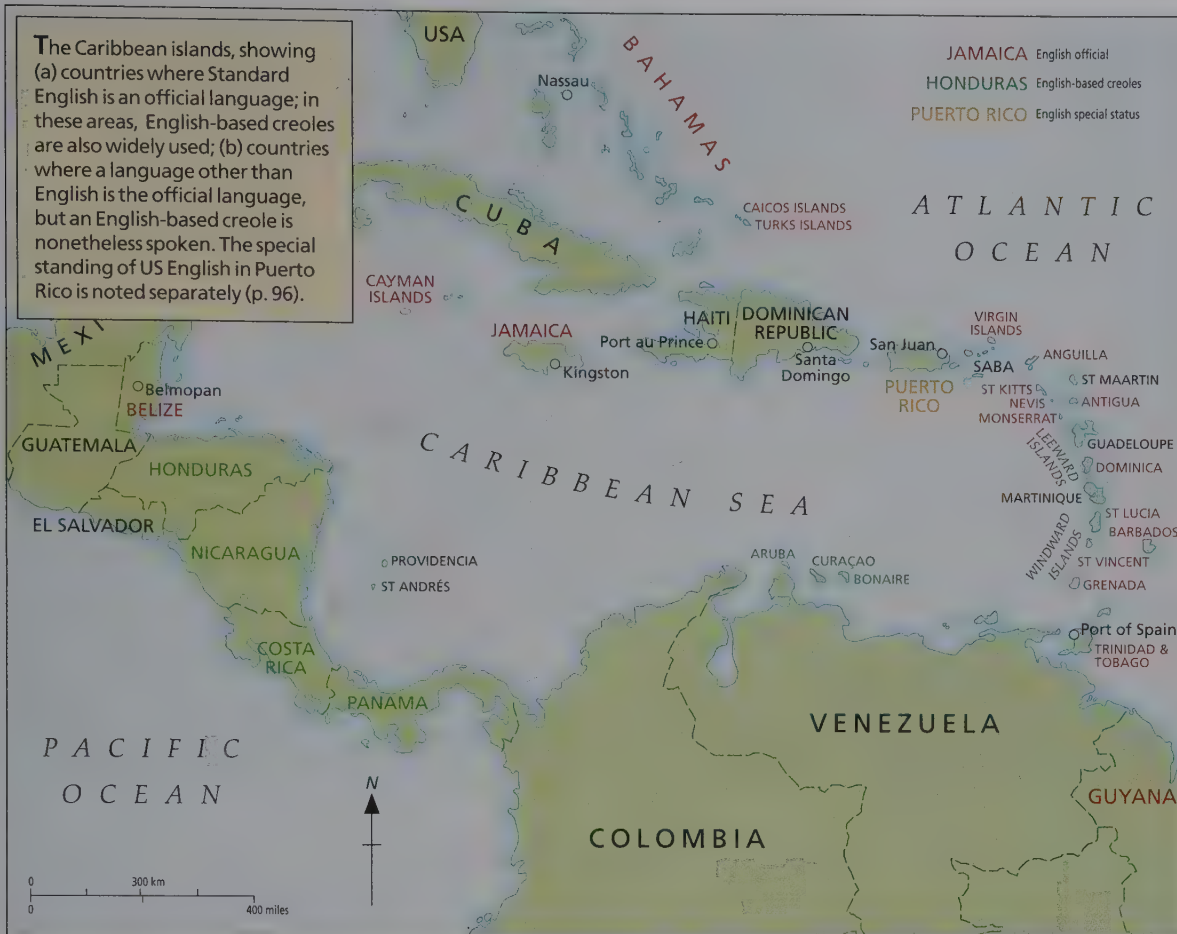 The Caribbean islands, showing
(a) countries where Standard
English is an official language; in
these areas, English-based creoles
are also widely used; (b) countries
where a language other than
English is the official language,
but an English-based creole is
nonetheless spoken. The special
standing of US English in Puerto
Rico is noted separately (p. 96).
JAMAICA English official
HONDURAS English-based creoles
PUERTO RICO English special status
USA
Nassau
BAHAMAS
ATLANTIC
OCEAN
CUBA
CAICOS ISLANDS
TURKS ISLANDS
CAYMAN
ISLANDS
JAMAICA
Kingston
HAITI
Port au Prince
DOMINICAN
REPUBLIC
Santa
Domingo
San Juan
PUERTO
RICO
VIRGIN
ISLANDS
SABA
ANGUILLA
ST MAARTIN
ST KITTS
NEVIS
ANTIGUA
MONSERRAT
LEEWARD
ISLANDS
GUADELOUPE
DOMINICA
MARTINIQUE
ST LUCIA
BARBADOS
WINDWARD
ISLANDS
ST VINCENT
GRENADA
Port of Spain
TRINIDAD &
TOBAGO
MEXI
Belmopan
BELIZE
GUATEMALA
HONDURAS
EL SALVADOR
NICARAGUA
CARIBBEAN SEA
PROVIDENCIA
ST ANDRÉS
ARUBA
CURAÇAO
BONAIRE
COSTA
RICA
PANAMA
VENEZUELA
GUYANA
COLOMBIA
PACIFIC
OCEAN
N
0 300 km
0 400 miles